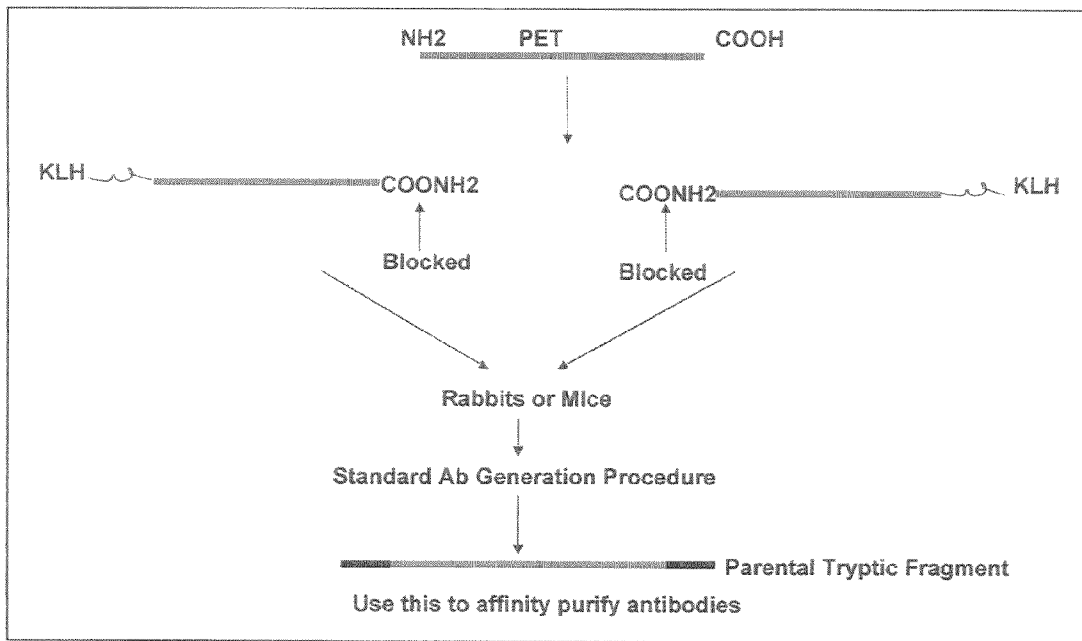 NH2 PET COOH
KLH COONH2 COONH2 KLH
Blocked Blocked
Rabbits or MIce
Standard Ab Generation Procedure
Parental Tryptic Fragment
Use this to affinity purify antibodies